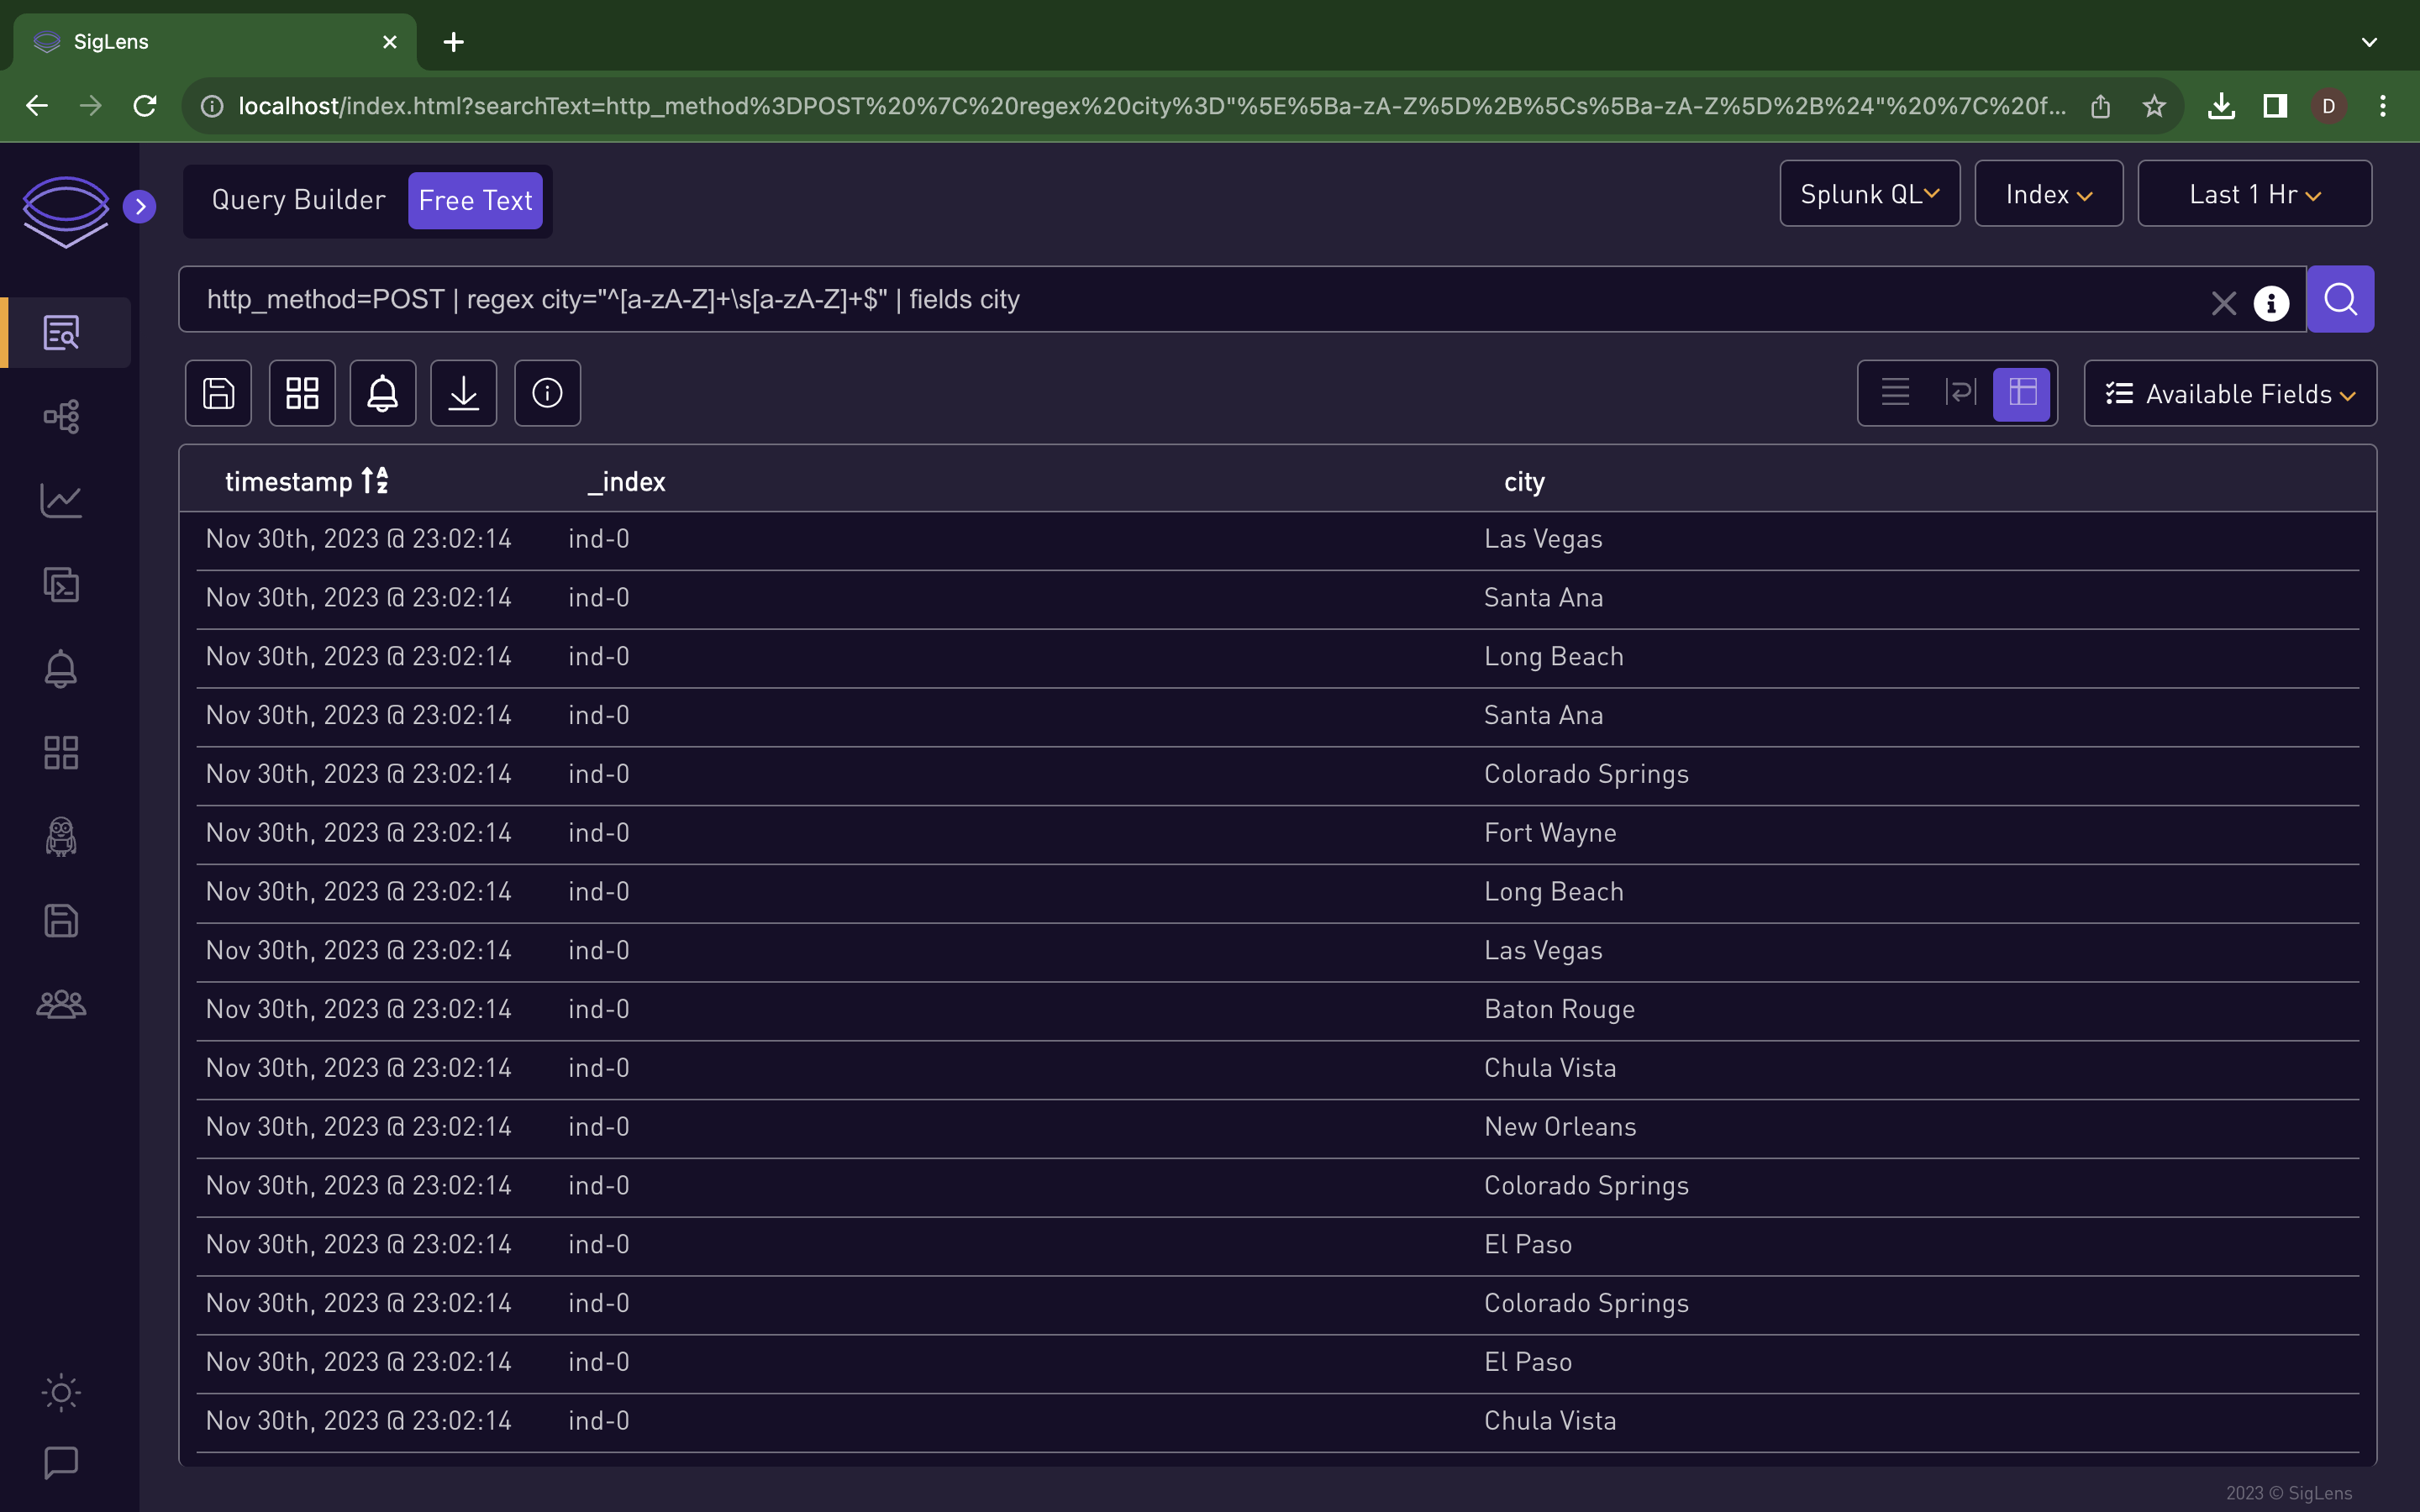 SigLens
localhost/index.html?searchText=http_method%3DPOST%20%7C%20regex%20city%3D"%5E%5Ba-zA-Z%5D%2B%5Cs%5Ba-zA-Z%5D%2B%24"%20%7C%20f...
D
Query Builder Free Text Splunk QL Index Last 1 Hr
http_method=POST | regex city="^[a-zA-Z]+\s[a-zA-Z]+$" | fields city
Available Fields
timestamp _index city
Nov 30th, 2023 @ 23:02:14 ind-0 Las Vegas
Nov 30th, 2023 @ 23:02:14 ind-0 Santa Ana
Nov 30th, 2023 @ 23:02:14 ind-0 Long Beach
Nov 30th, 2023 @ 23:02:14 ind-0 Santa Ana
Nov 30th, 2023 @ 23:02:14 ind-0 Colorado Springs
Nov 30th, 2023 @ 23:02:14 ind-0 Fort Wayne
Nov 30th, 2023 @ 23:02:14 ind-0 Long Beach
Nov 30th, 2023 @ 23:02:14 ind-0 Las Vegas
Nov 30th, 2023 @ 23:02:14 ind-0 Baton Rouge
Nov 30th, 2023 @ 23:02:14 ind-0 Chula Vista
Nov 30th, 2023 @ 23:02:14 ind-0 New Orleans
Nov 30th, 2023 @ 23:02:14 ind-0 Colorado Springs
Nov 30th, 2023 @ 23:02:14 ind-0 El Paso
Nov 30th, 2023 @ 23:02:14 ind-0 Colorado Springs
Nov 30th, 2023 @ 23:02:14 ind-0 El Paso
Nov 30th, 2023 @ 23:02:14 ind-0 Chula Vista
2023 © SigLens